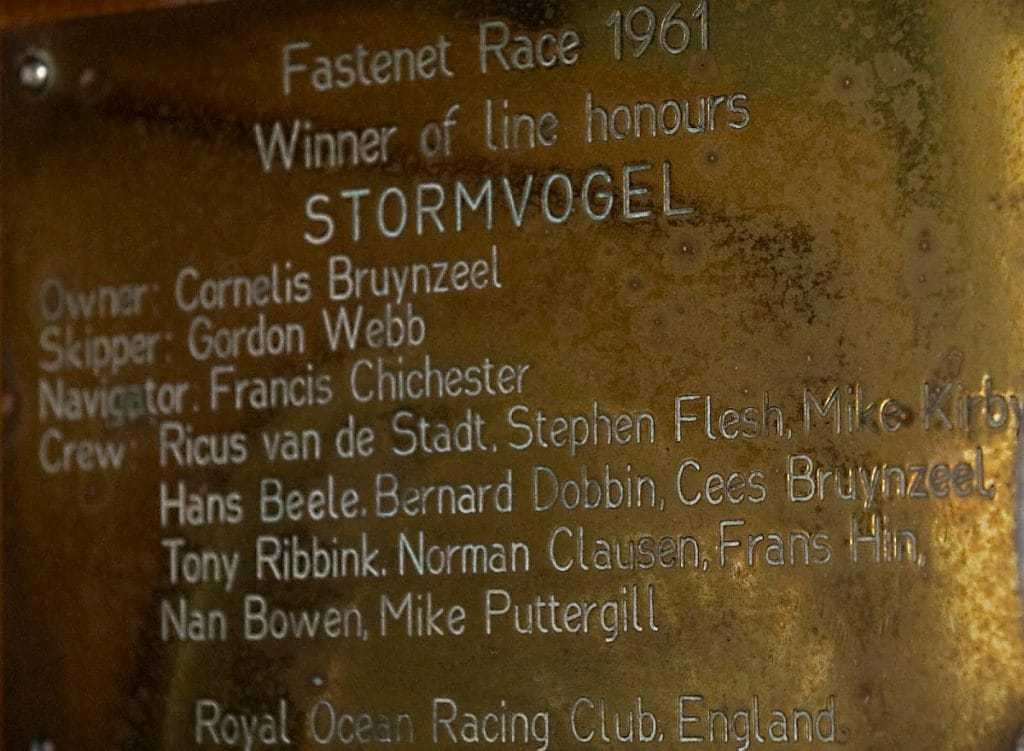 Fastenet Race 1961
Winner of line honours
STORMVOGEL
Owner: Cornelis Bruynzeel
Skipper: Gordon Webb
Navigator. Francis Chichester
Crew: Ricus van de Stadt, Stephen Flesh, Mike Kirby
Hans Beele, Bernard Dobbin, Cees Bruynzeel,
Tony Ribbink, Norman Clausen, Frans Hin,
Nan Bowen, Mike Puttergill
Royal Ocean Racing Club, England.